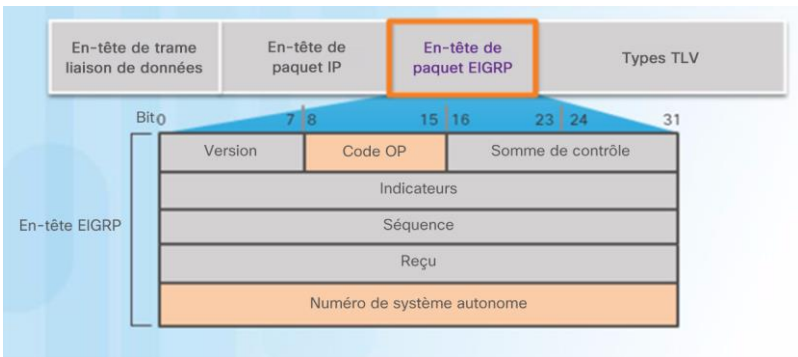 En-tête de trame
liaison de données
En-tête de
paquet IP
En-tête de
paquet EIGRP
Types TLV
Bit 0 7 8 15 16 23 24 31
Version Code OP Somme de contrôle
Indicateurs
En-tête EIGRP
Séquence
Reçu
Numéro de système autonome